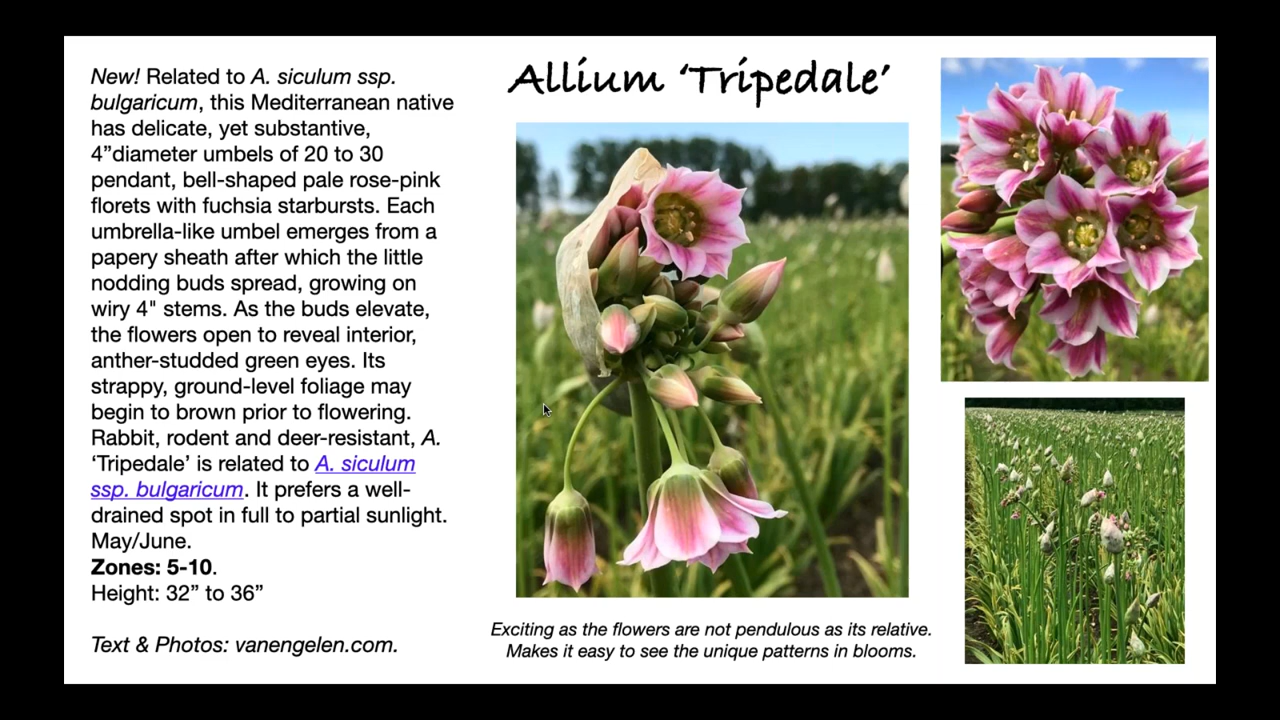 New! Related to A. siculum ssp.
bulgaricum, this Mediterranean native
has delicate, yet substantive,
4”diameter umbels of 20 to 30
pendant, bell-shaped pale rose-pink
florets with fuchsia starbursts. Each
umbrella-like umbel emerges from a
papery sheath after which the little
nodding buds spread, growing on
wiry 4" stems. As the buds elevate,
the flowers open to reveal interior,
anther-studded green eyes. Its
strappy, ground-level foliage may
begin to brown prior to flowering.
Rabbit, rodent and deer-resistant, A.
‘Tripedale’ is related to A. siculum
ssp. bulgaricum. It prefers a well-
drained spot in full to partial sunlight.
May/June.
Zones: 5-10.
Height: 32” to 36”
Text & Photos: vanengelen.com.
Allium ‘Tripedale’
Exciting as the flowers are not pendulous as its relative.
Makes it easy to see the unique patterns in blooms.